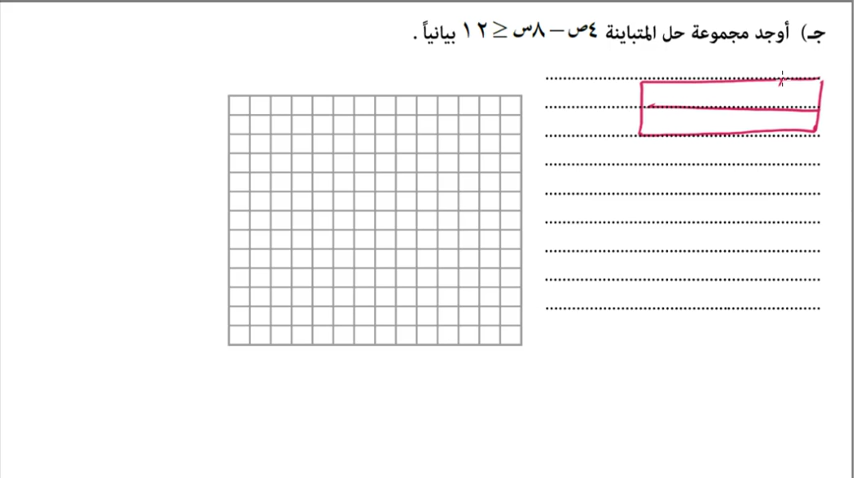 جـ) أوجد مجموعة حل المتباينة ٤ص − ٨س ≥ ١٢ بيانياً .